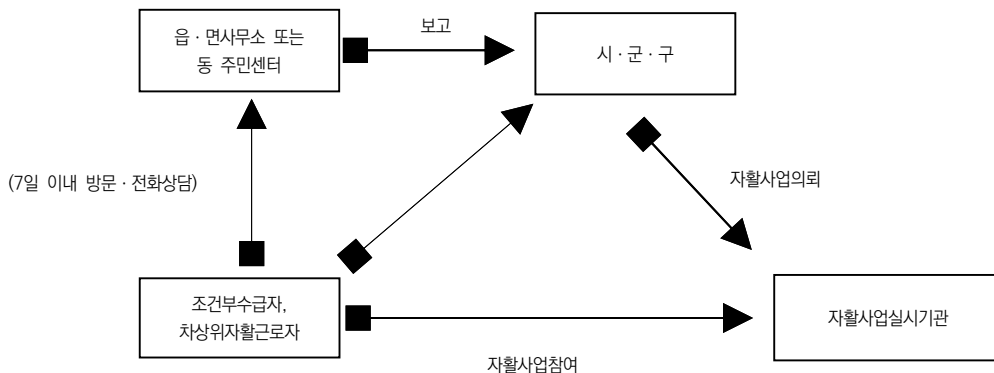 읍 · 면사무소 또는
동 주민센터
보고
시 · 군 · 구
(7일 이내 방문 · 전화상담)
자활사업의뢰
조건부수급자,
차상위자활근로자
자활사업실시기관
자활사업참여